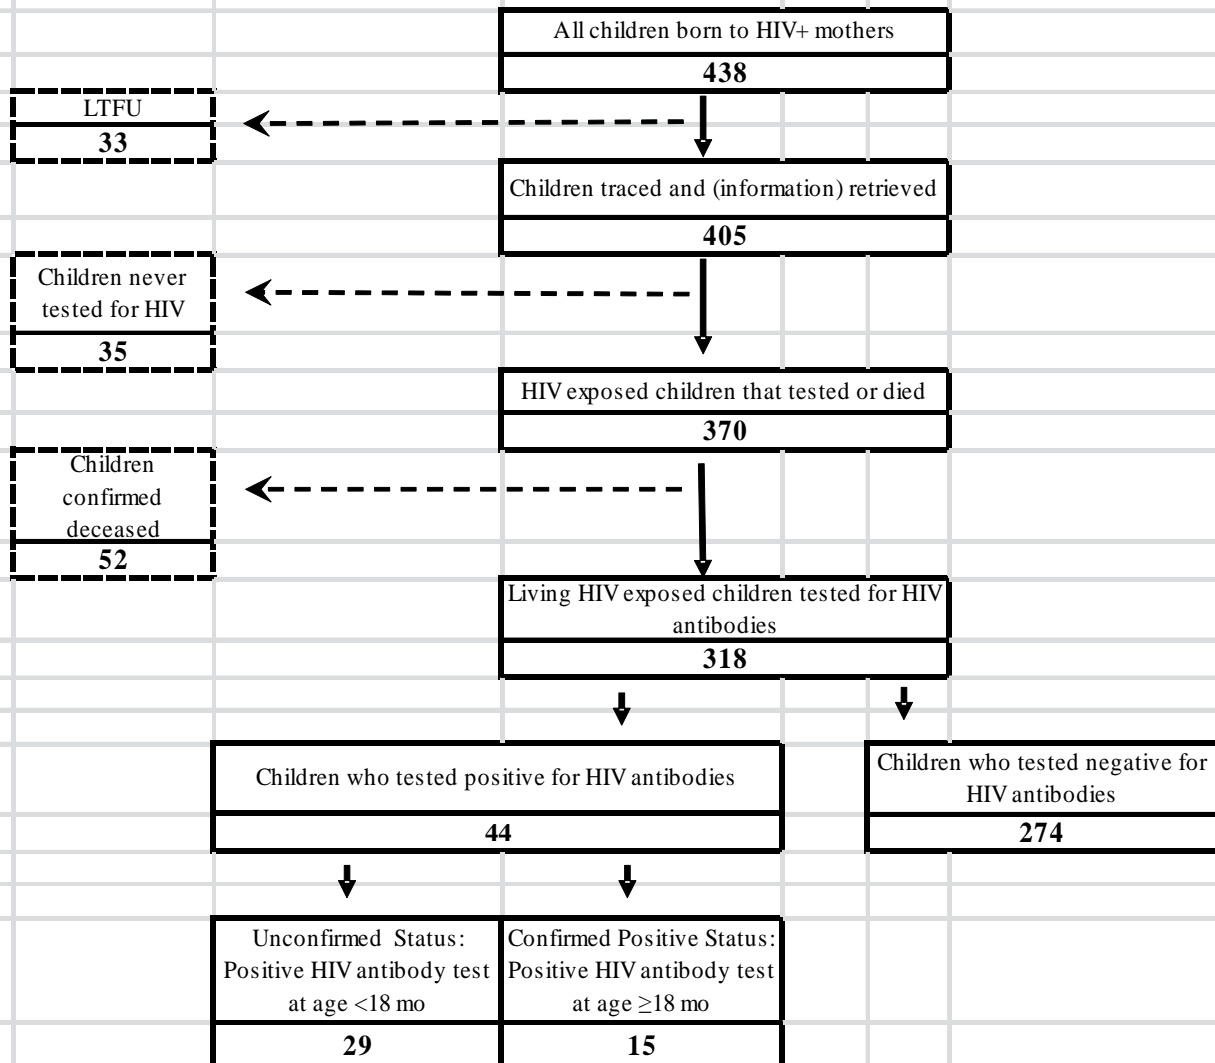 All children born to HIV+ mothers
438
LTFU
33
Children traced and (information) retrieved
405
Children never
tested for HIV
35
HIV exposed children that tested or died
370
Children
confirmed
deceased
52
Living HIV exposed children tested for HIV
antibodies
318
Children who tested positive for HIV antibodies
44
Children who tested negative for
HIV antibodies
274
Unconfirmed Status:
Positive HIV antibody test
at age <18 mo
29
Confirmed Positive Status:
Positive HIV antibody test
at age ≥18 mo
15